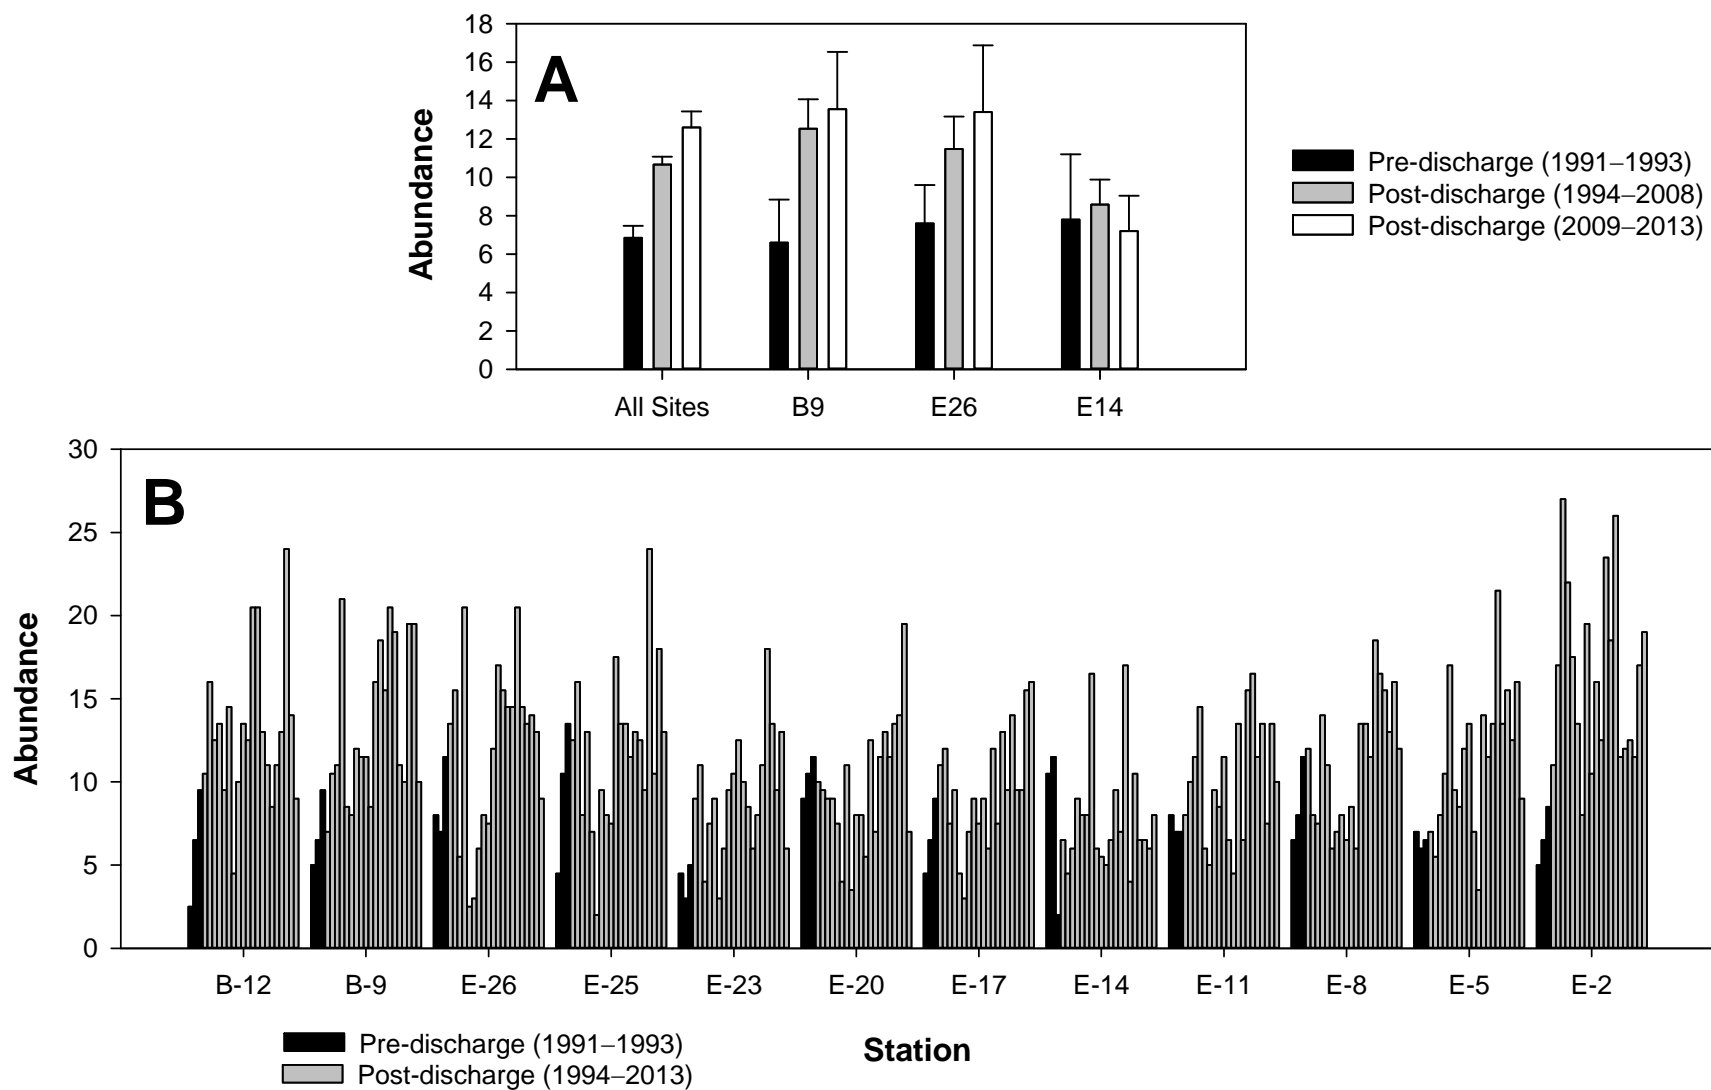 18
16
14
12
10
8
6
4
2
0
Abundance
A
All Sites B9 E26 E14
Pre-discharge (1991–1993)
Post-discharge (1994–2008)
Post-discharge (2009–2013)
30
25
20
15
10
5
0
Abundance
B
B-12 B-9 E-26 E-25 E-23 E-20 E-17 E-14 E-11 E-8 E-5 E-2
Station
Pre-discharge (1991–1993)
Post-discharge (1994–2013)